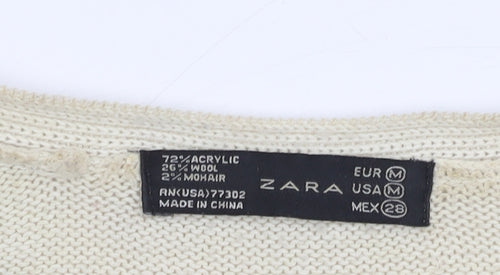 72% ACRYLIC
26% WOOL
2% MOHAIR
RN(USA)77302
MADE IN CHINA
ZARA
EUR M
USA M
MEX 28